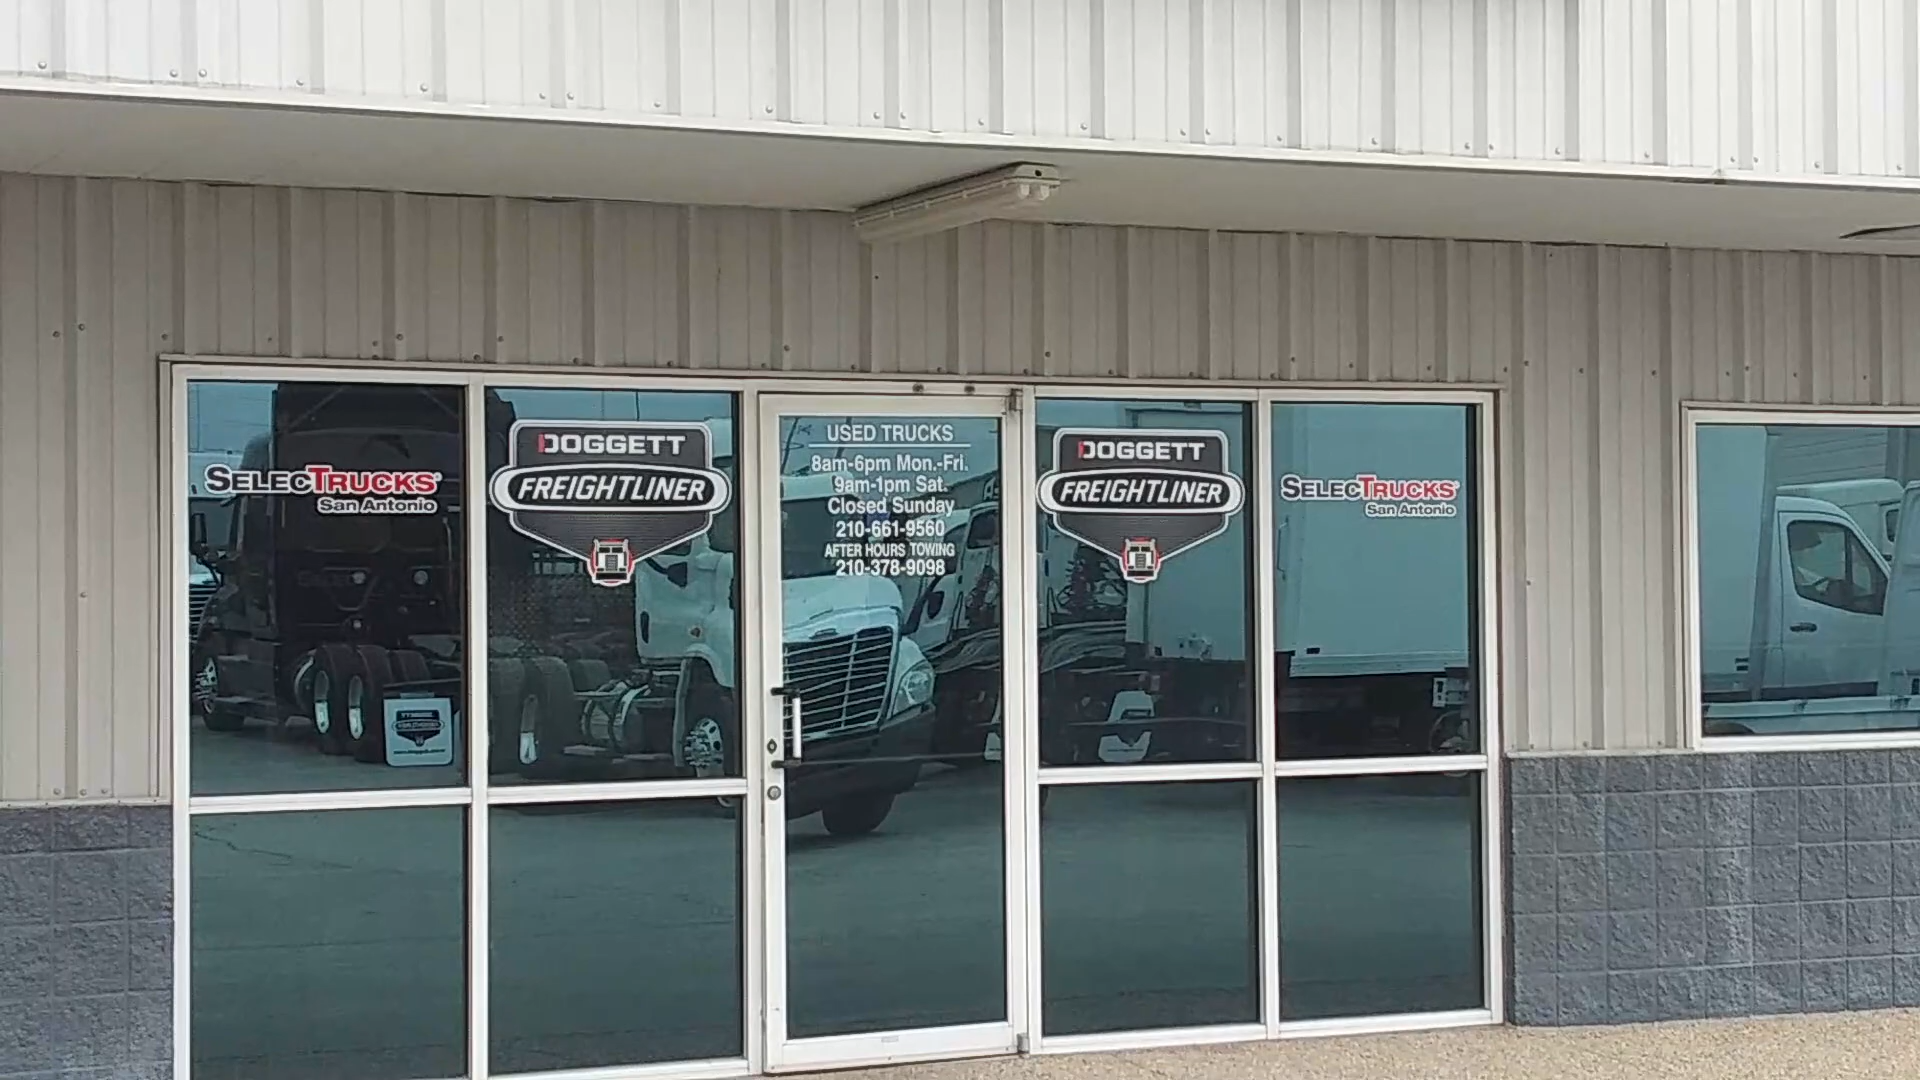 SELECTRUCKS®
San Antonio
DOGGETT
FREIGHTLINER
USED TRUCKS
8am-6pm Mon.-Fri.
9am-1pm Sat.
Closed Sunday
210-661-9560
AFTER HOURS TOWING
210-378-9098
DOGGETT
FREIGHTLINER
SELECTRUCKS®
San Antonio